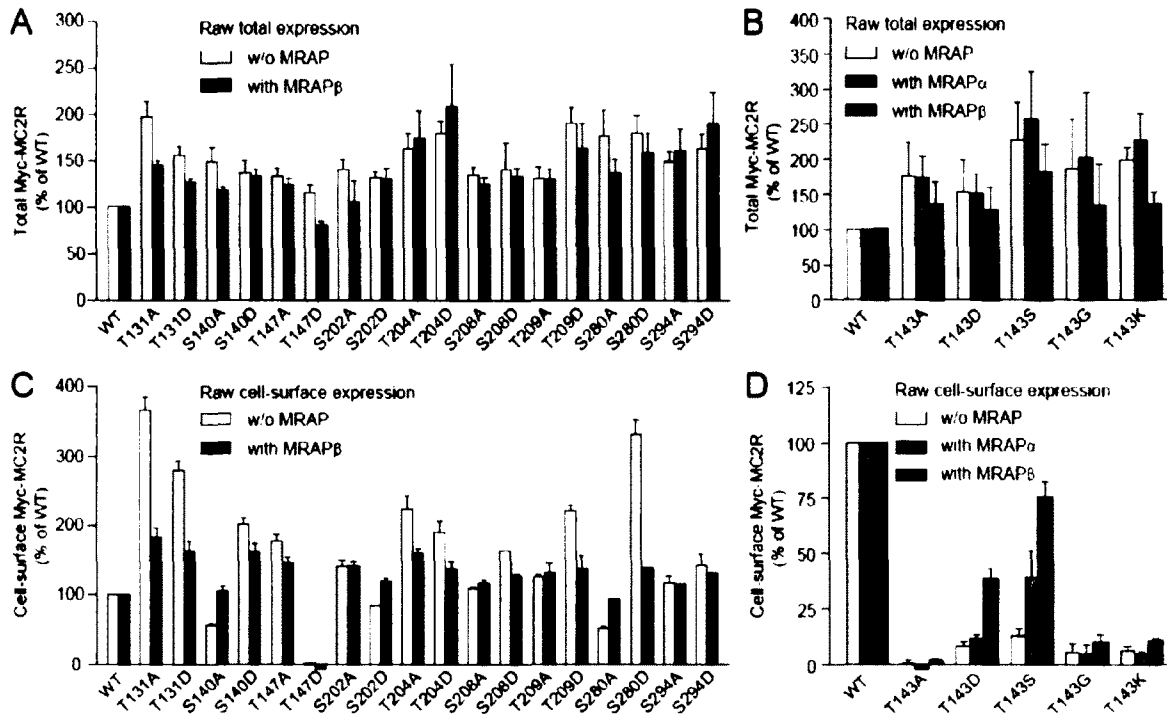 A
Raw total expression
w/o MRAP
with MRAPβ
Total Myc-MC2R
(% of WT)
300
250
200
150
100
50
0
WT
T131A
T131D
S140A
S140D
T147A
T147D
S202A
S202D
T204A
T204D
S208A
S208D
T209A
T209D
S280A
S280D
S294A
S294D
B
Raw total expression
w/o MRAP
with MRAPα
with MRAPβ
Total Myc-MC2R
(% of WT)
400
350
300
250
200
150
100
50
0
WT
T143A
T143D
T143S
T143G
T143K
C
Raw cell-surface expression
w/o MRAP
with MRAPβ
Cell-surface Myc-MC2R
(% of WT)
400
300
200
100
0
WT
T131A
T131D
S140A
S140D
T147A
T147D
S202A
S202D
T204A
T204D
S208A
S208D
T209A
T209D
S280A
S280D
S294A
S294D
D
Raw cell-surface expression
w/o MRAP
with MRAPα
with MRAPβ
Cell-surface Myc-MC2R
(% of WT)
125
100
75
50
25
0
WT
T143A
T143D
T143S
T143G
T143K